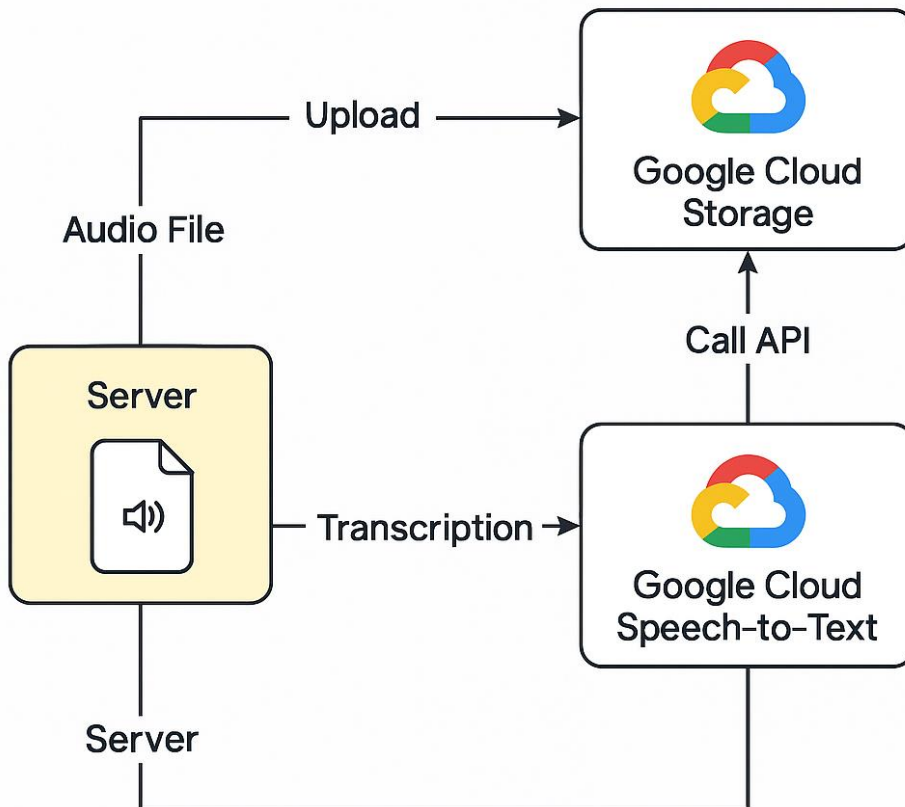 Upload
Google Cloud
Storage
Audio File
Call API
Server
Transcription
Google Cloud
Speech-to-Text
Server